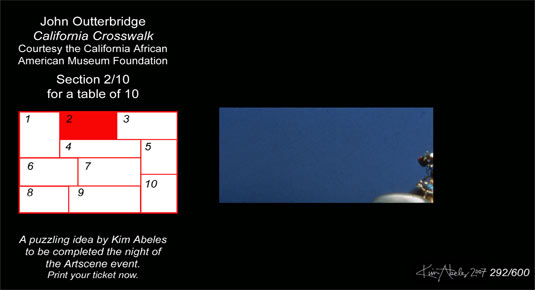 John Outterbridge
California Crosswalk
Courtesy the California African
American Museum Foundation
Section 2/10
for a table of 10
1
2
3
4
5
6
7
8
9
10
A puzzling idea by Kim Abeles
to be completed the night of
the Artscene event.
Print your ticket now.
Kim Abeles 2007 292/600